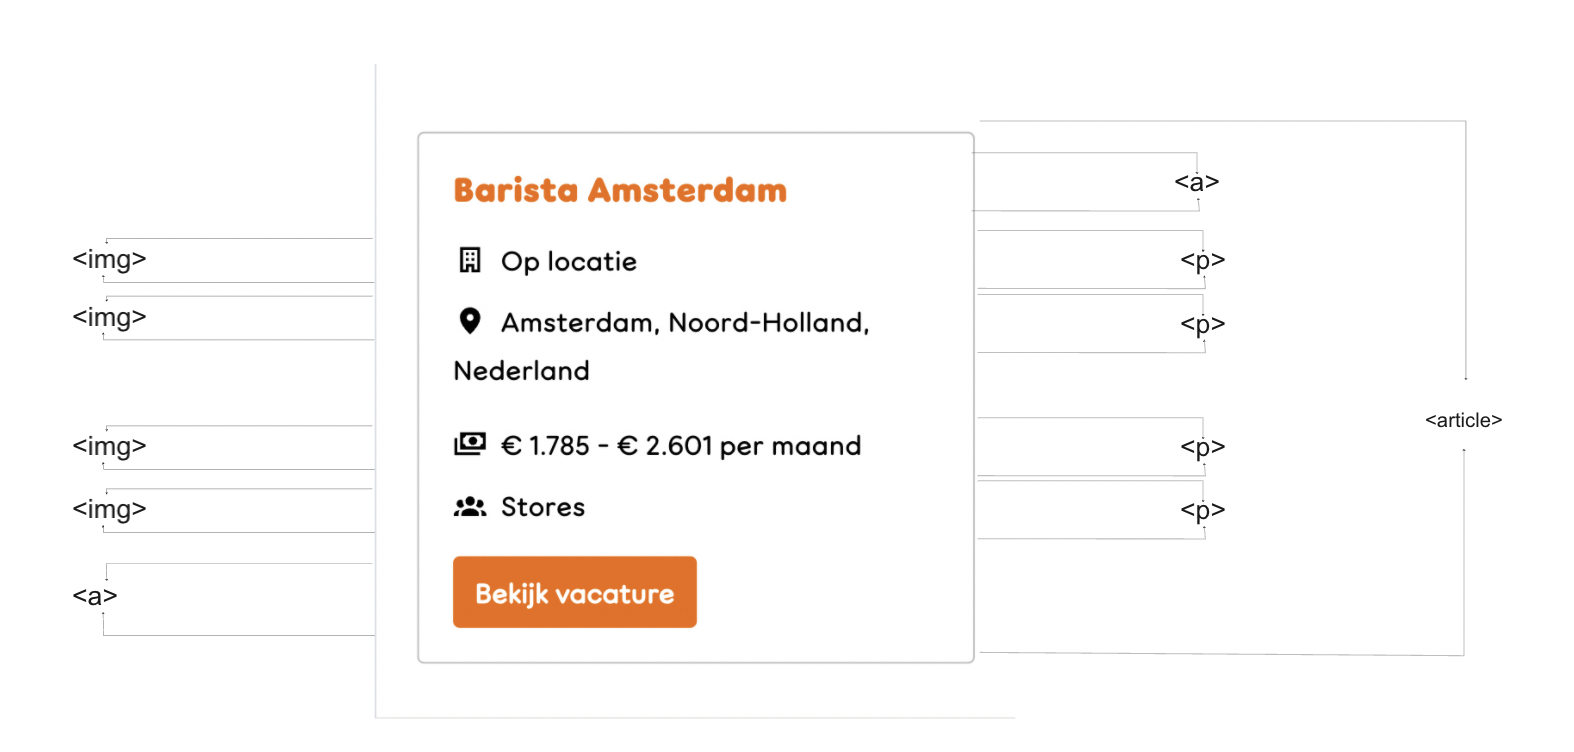 <a>
Barista Amsterdam
<img>
Op locatie
<p>
<img>
Amsterdam, Noord-Holland,
<p>
Nederland
<article>
<img>
€ 1.785 - € 2.601 per maand
<p>
<img>
Stores
<p>
<a>
Bekijk vacature